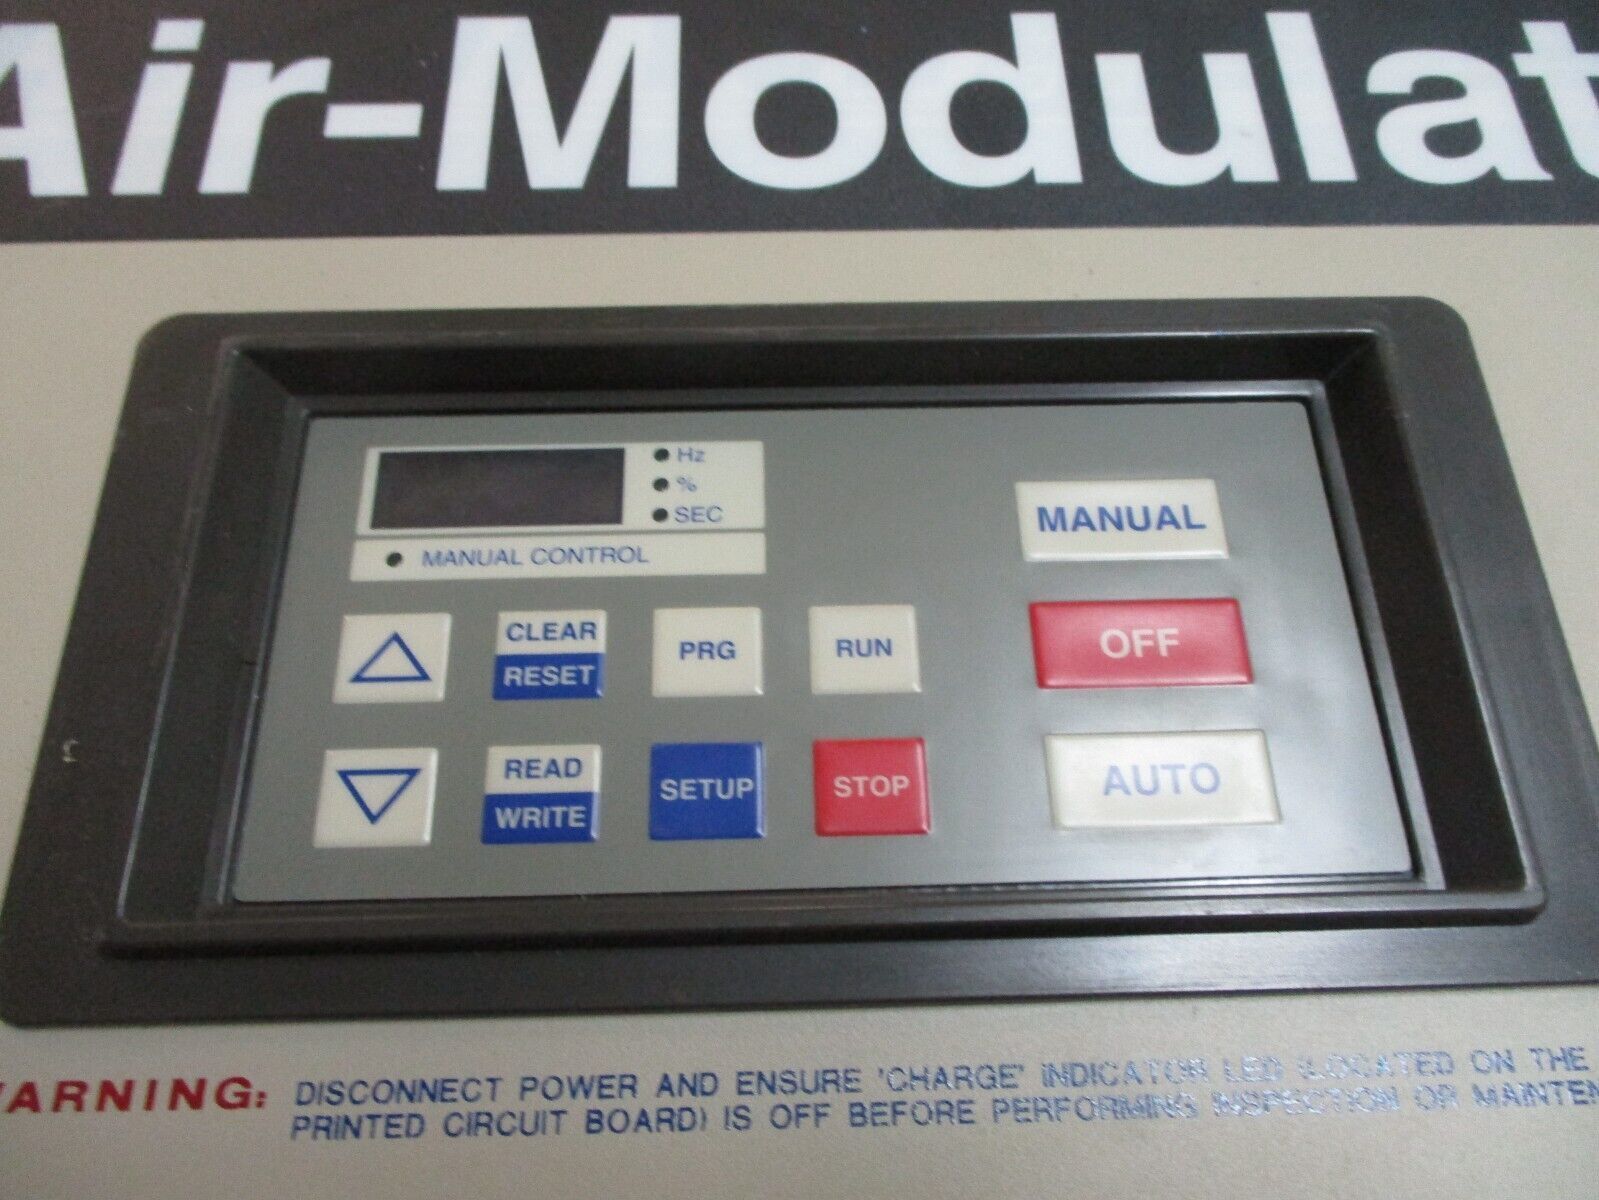 Air-Modulat
Hz
%
SEC
MANUAL CONTROL
MANUAL
CLEAR
RESET
PRG
RUN
OFF
READ
WRITE
SETUP
STOP
AUTO
WARNING: DISCONNECT POWER AND ENSURE 'CHARGE' INDICATOR LED (LOCATED ON THE
PRINTED CIRCUIT BOARD) IS OFF BEFORE PERFORMING INSPECTION OR MAINTEN